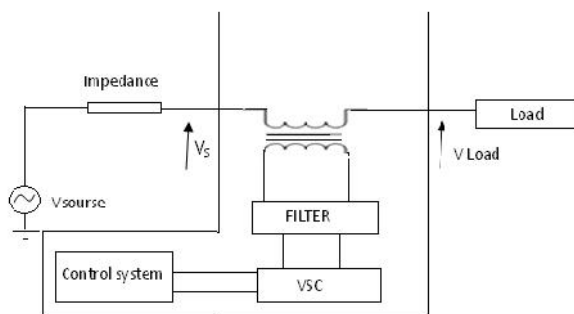 Impedance
Load
Vs
V Load
Vsourse
FILTER
Control system
VSC